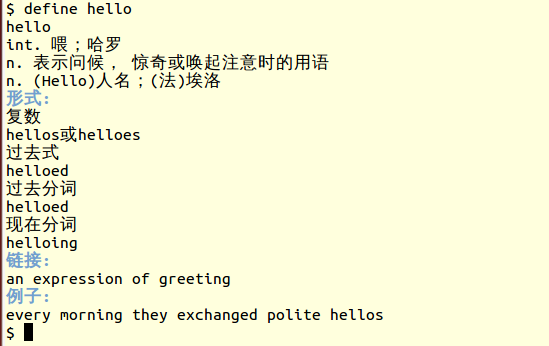 $ define hello
hello
int. 喂；哈罗
n. 表示问候， 惊奇或唤起注意时的用语
n. (Hello)人名；(法)埃洛
形式:
复数
hellos或helloes
过去式
helloed
过去分词
helloed
现在分词
helloing
链接:
an expression of greeting
例子:
every morning they exchanged polite hellos
$